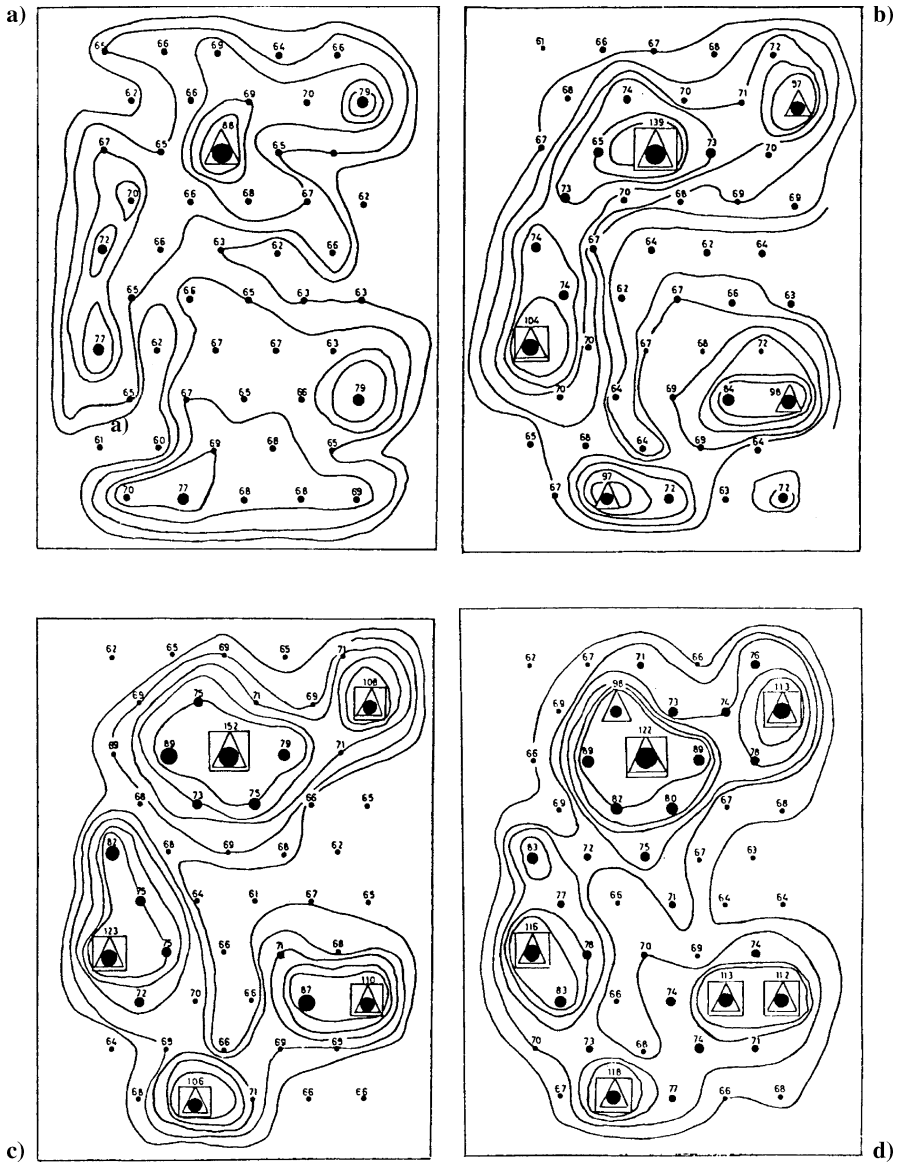 a)
65 66 69 64 66
62 66 69 70 79
88
67 65 65
70 66 68 67 62
72 66 63 62 66
65 66 65 63 63
77 62 67 67 63
65 67 65 66 79
a)
61 60 69 68 65
70 77 68 68 69
b)
61 66 67 68 72
68 74 70 71 97
139
67 65 73 70
73 70 68 69 69
74 67 64 62 64
74 62 67 66 63
104 70 67 68 72
70 64 69 84 98
65 68 64 69 64
67 97 72 63 72
c)
62 65 69 65 71
69 75 71 69 108
152
69 89 79 71
68 73 75 66 65
82 68 69 68 62
75 64 61 67 65
123 75 66 71 68
72 70 66 87 110
64 69 66 69 69
68 106 71 66 66
d)
62 67 71 66 76
69 98 73 74 113
122
66 89 89 78
69 82 80 67 68
83 72 75 67 63
77 66 71 64 64
116 78 70 69 74
83 66 74 113 112
70 73 68 74 71
67 118 77 66 68